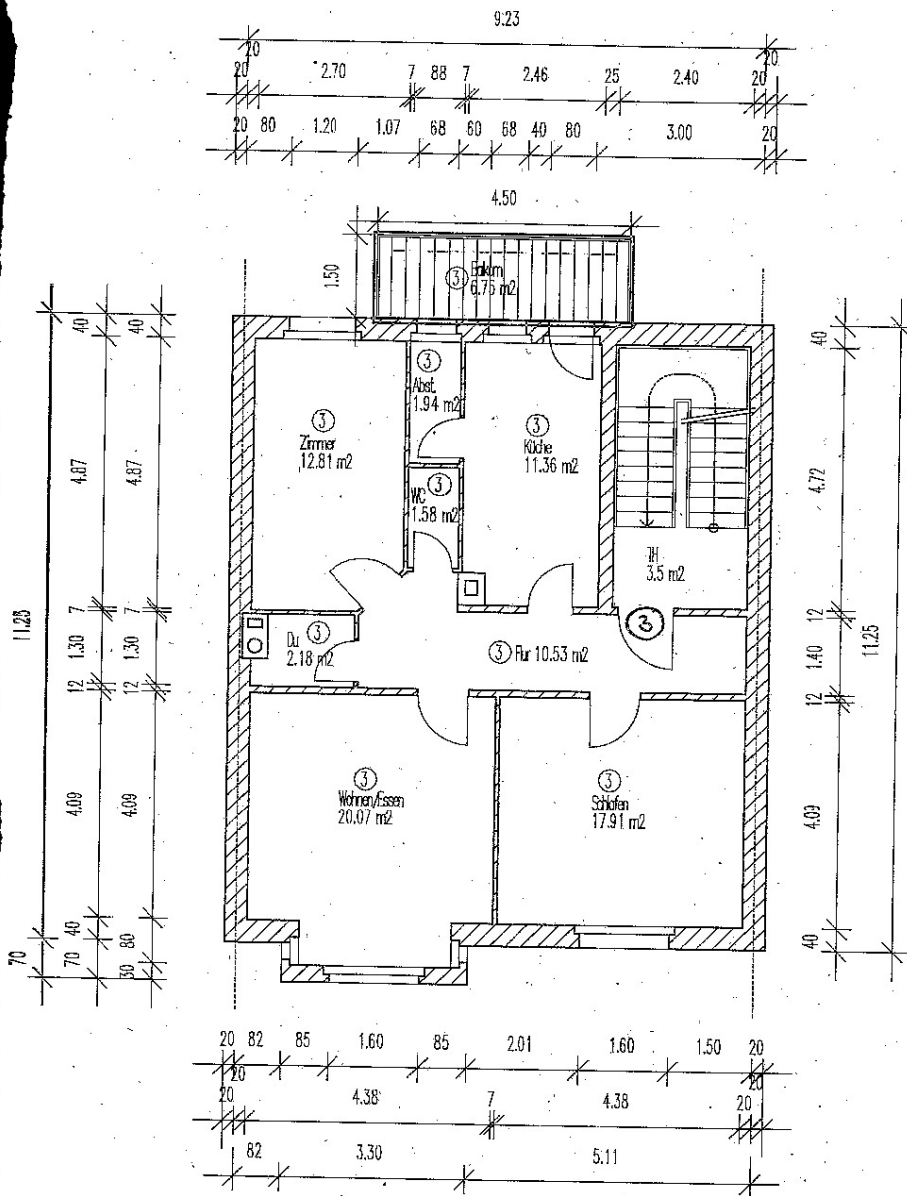 9.23
20
20
20 2.70 7 88 7 2.46 25 2.40 20
20 80 1.20 1.07 68 60 68 40 80 3.00 20
4.50
1.50
3 Balkon
6.75 m2
40 40
40
3
Zimmer
12.81 m2
3
Abst.
1.94 m2
3
Küche
11.36 m2
4.87 4.87
4.72
3
WC
1.58 m2
TH
3.5 m2
11.25
7 7
1.30 1.30
12 12
3
Du
2.18 m2
3 Flur 10.53 m2
3
12
1.40
12
11.25
3
Wohnen/Essen
20.07 m2
3
Schlafen
17.91 m2
4.09 4.09
4.09
40 80
40
70 70 30
20 82 85 1.60 85 2.01 1.60 1.50 20
20
20
20 4.38 7 4.38 20
82 3.30 5.11